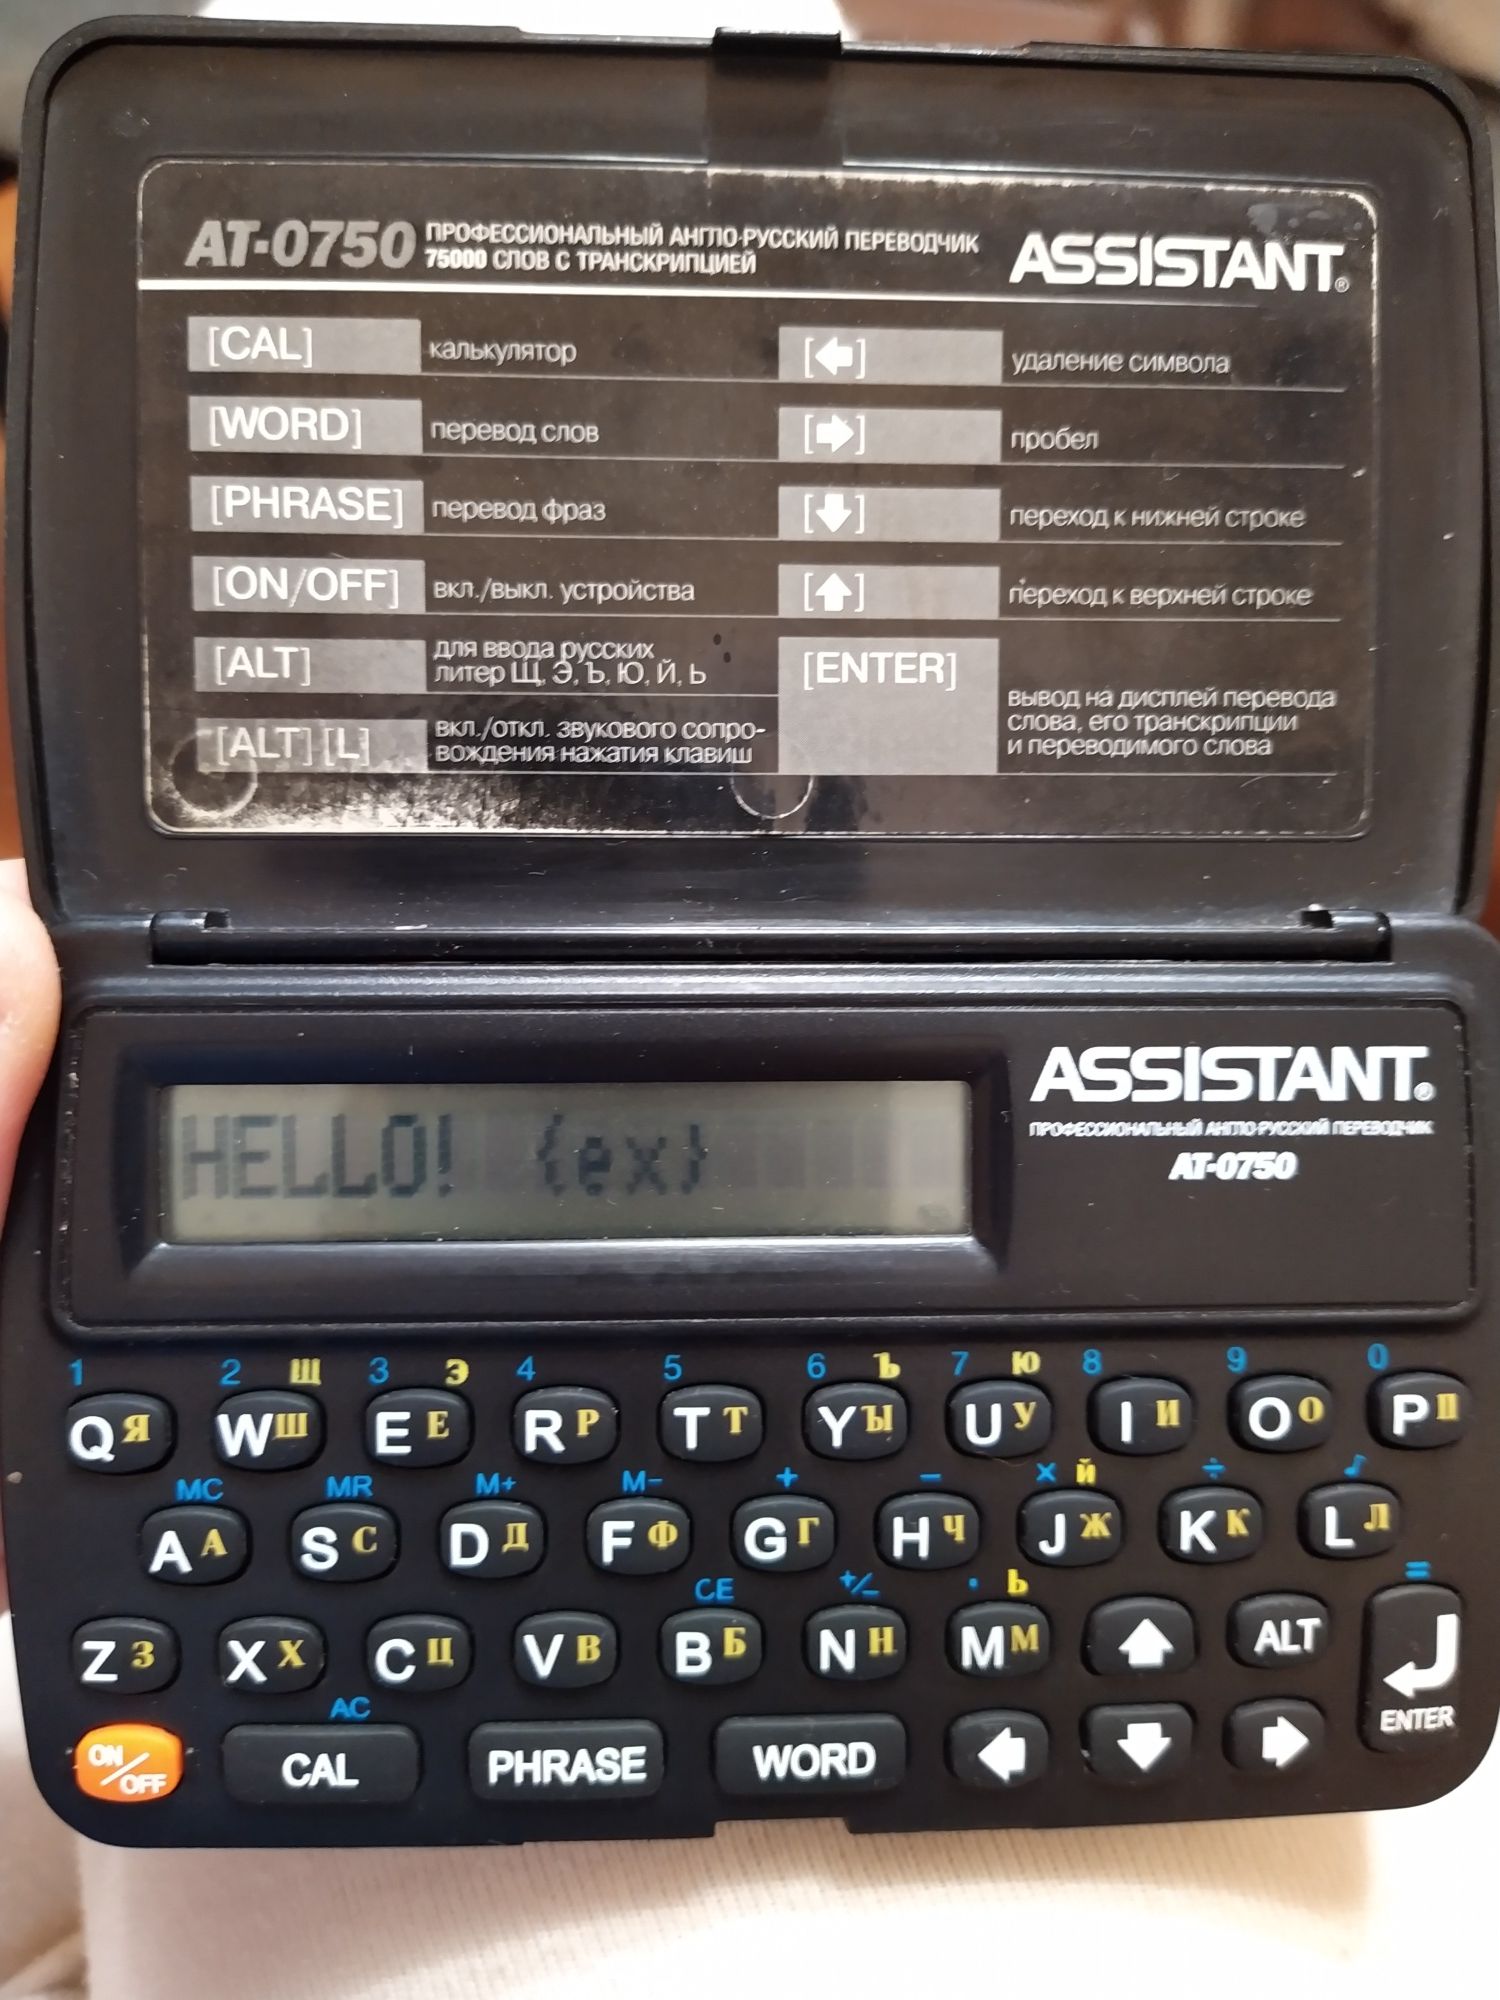 AT-0750 ПРОФЕССИОНАЛЬНЫЙ АНГЛО-РУССКИЙ ПЕРЕВОДЧИК
75000 СЛОВ С ТРАНСКРИПЦИЕЙ
ASSISTANT®
[CAL] калькулятор
[WORD] перевод слов
[PHRASE] перевод фраз
[ON/OFF] вкл./выкл. устройства
[ALT] для ввода русских
литер Щ, Э, Ъ, Ю, Й, Ь
[ALT] [L] вкл./откл. звукового сопро-
вождения нажатия клавиш
[←] удаление символа
[→] пробел
[↓] переход к нижней строке
[↑] переход к верхней строке
[ENTER] вывод на дисплей перевода
слова, его транскрипции
и переводимого слова
HELLO! {ex}
ASSISTANT®
ПРОФЕССИОНАЛЬНЫЙ АНГЛО-РУССКИЙ ПЕРЕВОДЧИК
AT-0750
1 2 Щ 3 Э 4 5 6 Ъ 7 Ю 8 9 0
Q Я W Ш E Е R Р T Т Y Ы U У I И O О P П
MC MR M+ M− + − × Й ÷ ♪
A А S С D Д F Ф G Г H Ч J Ж K К L Л
CE +/− . Ь =
Z З X Х C Ц V В B Б N Н M М ↑ ALT ENTER
AC
ON/OFF CAL PHRASE WORD ← ↓ →